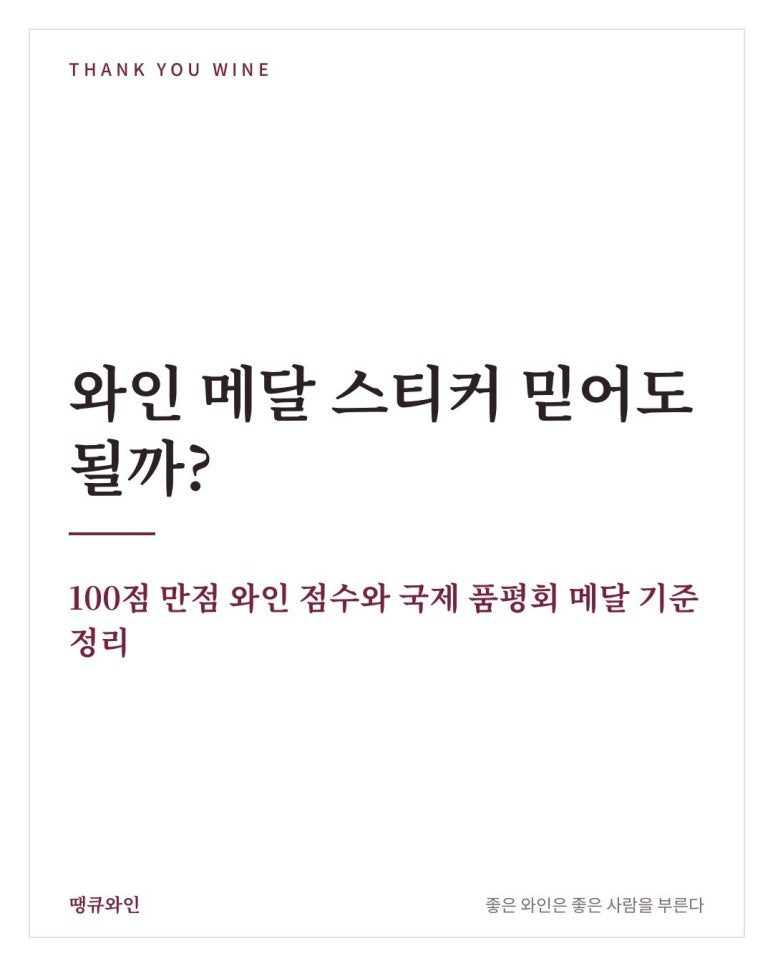 THANK YOU WINE
와인 메달 스티커 믿어도
될까?
100점 만점 와인 점수와 국제 품평회 메달 기준
정리
땡큐와인
좋은 와인은 좋은 사람을 부른다